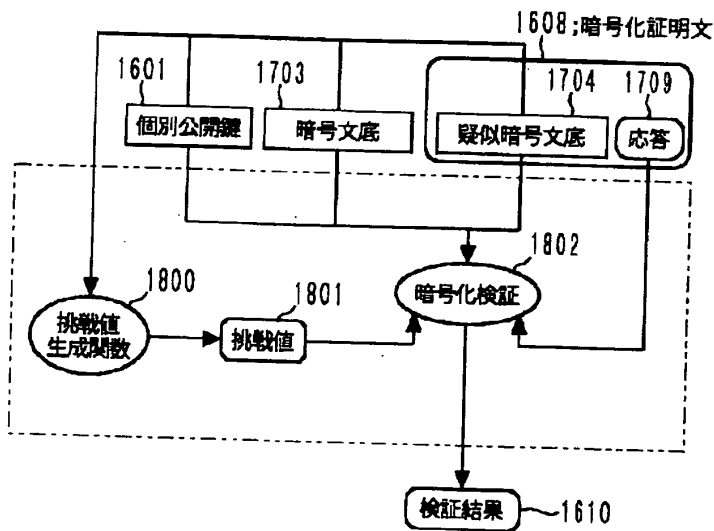 1608;暗号化証明文
1601
1703
1704
1709
個別公開鍵
暗号文底
疑似暗号文底
応答
1800
1801
1802
挑戦値
生成関数
挑戦値
暗号化検証
検証結果
1610